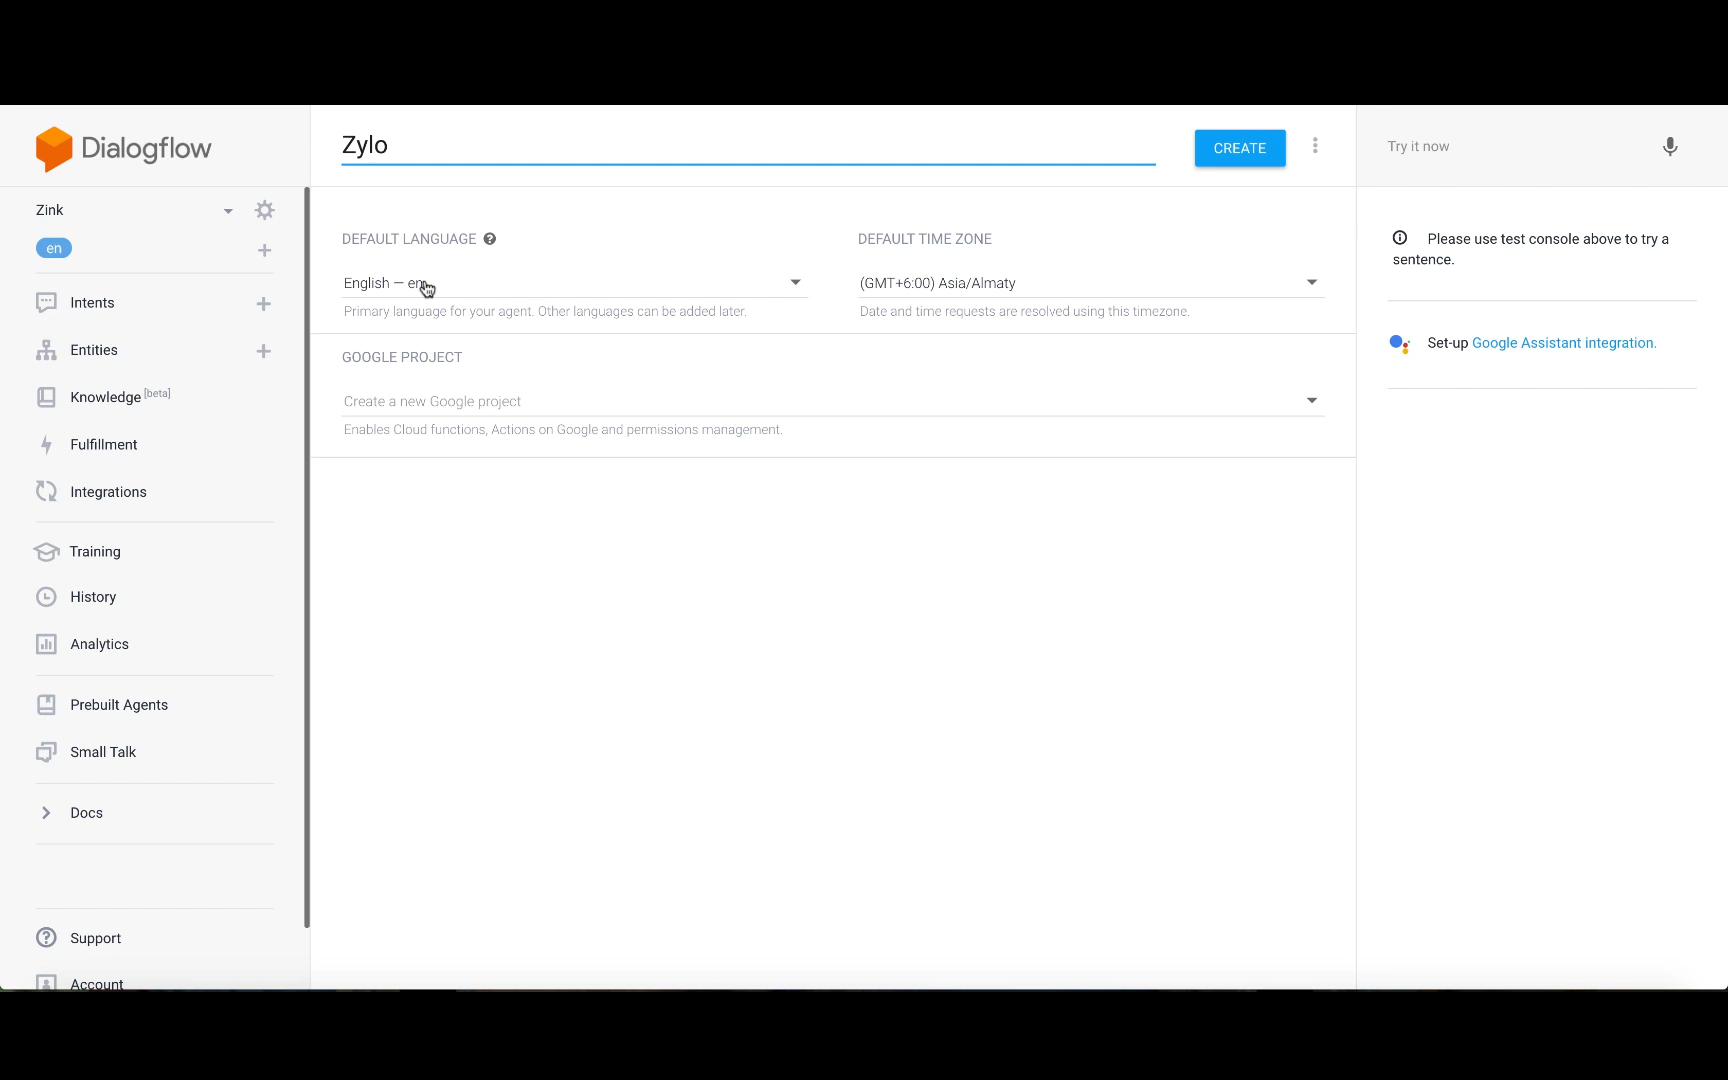 Dialogflow
Zylo
CREATE
Try it now
Zink
en
DEFAULT LANGUAGE
DEFAULT TIME ZONE
English — en
(GMT+6:00) Asia/Almaty
Primary language for your agent. Other languages can be added later.
Date and time requests are resolved using this timezone.
Please use test console above to try a
sentence.
Intents
Entities
Knowledge [beta]
Fulfillment
Integrations
GOOGLE PROJECT
Create a new Google project
Enables Cloud functions, Actions on Google and permissions management.
Set-up Google Assistant integration.
Training
History
Analytics
Prebuilt Agents
Small Talk
Docs
Support
Account